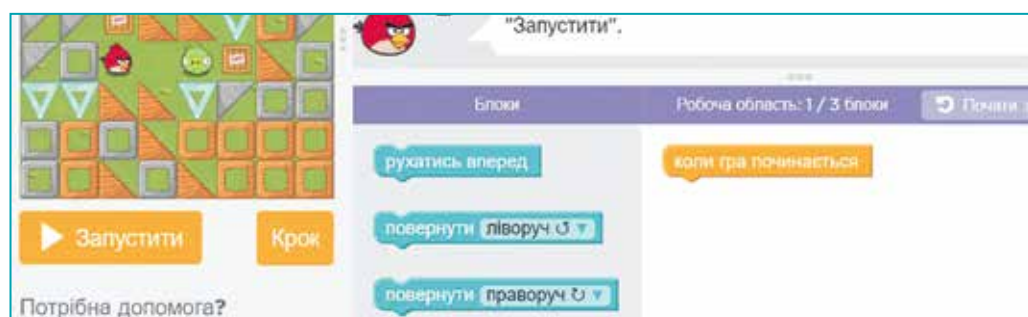 "Запустити".
Блоки
Робоча область: 1 / 3 блоки
Почати
рухатись вперед
коли гра починається
повернути ліворуч ↺ ▼
повернути праворуч ↻ ▼
Запустити
Крок
Потрібна допомога?